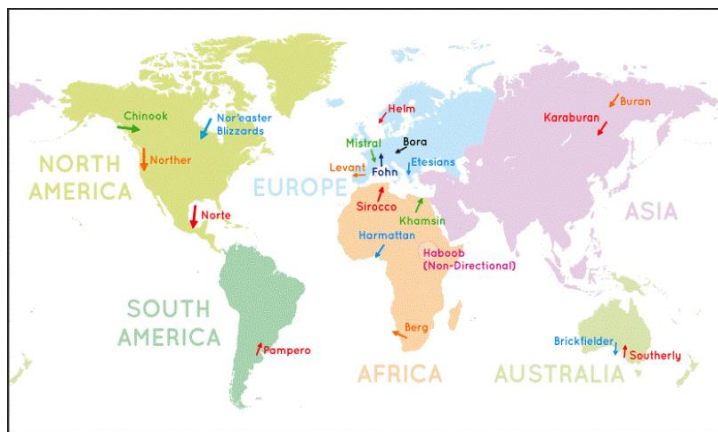 Helm
Buran
Chinook
Nor'easter
Blizzards
Karaburan
Mistral
Bora
NORTH
AMERICA
Norther
Levant
Fohn
Etesians
EUROPE
Sirocco
Norte
Khamsin
ASIA
Harmattan
Haboob
(Non-Directional)
SOUTH
AMERICA
Berg
Pampero
Brickfielder
Southerly
AFRICA
AUSTRALIA